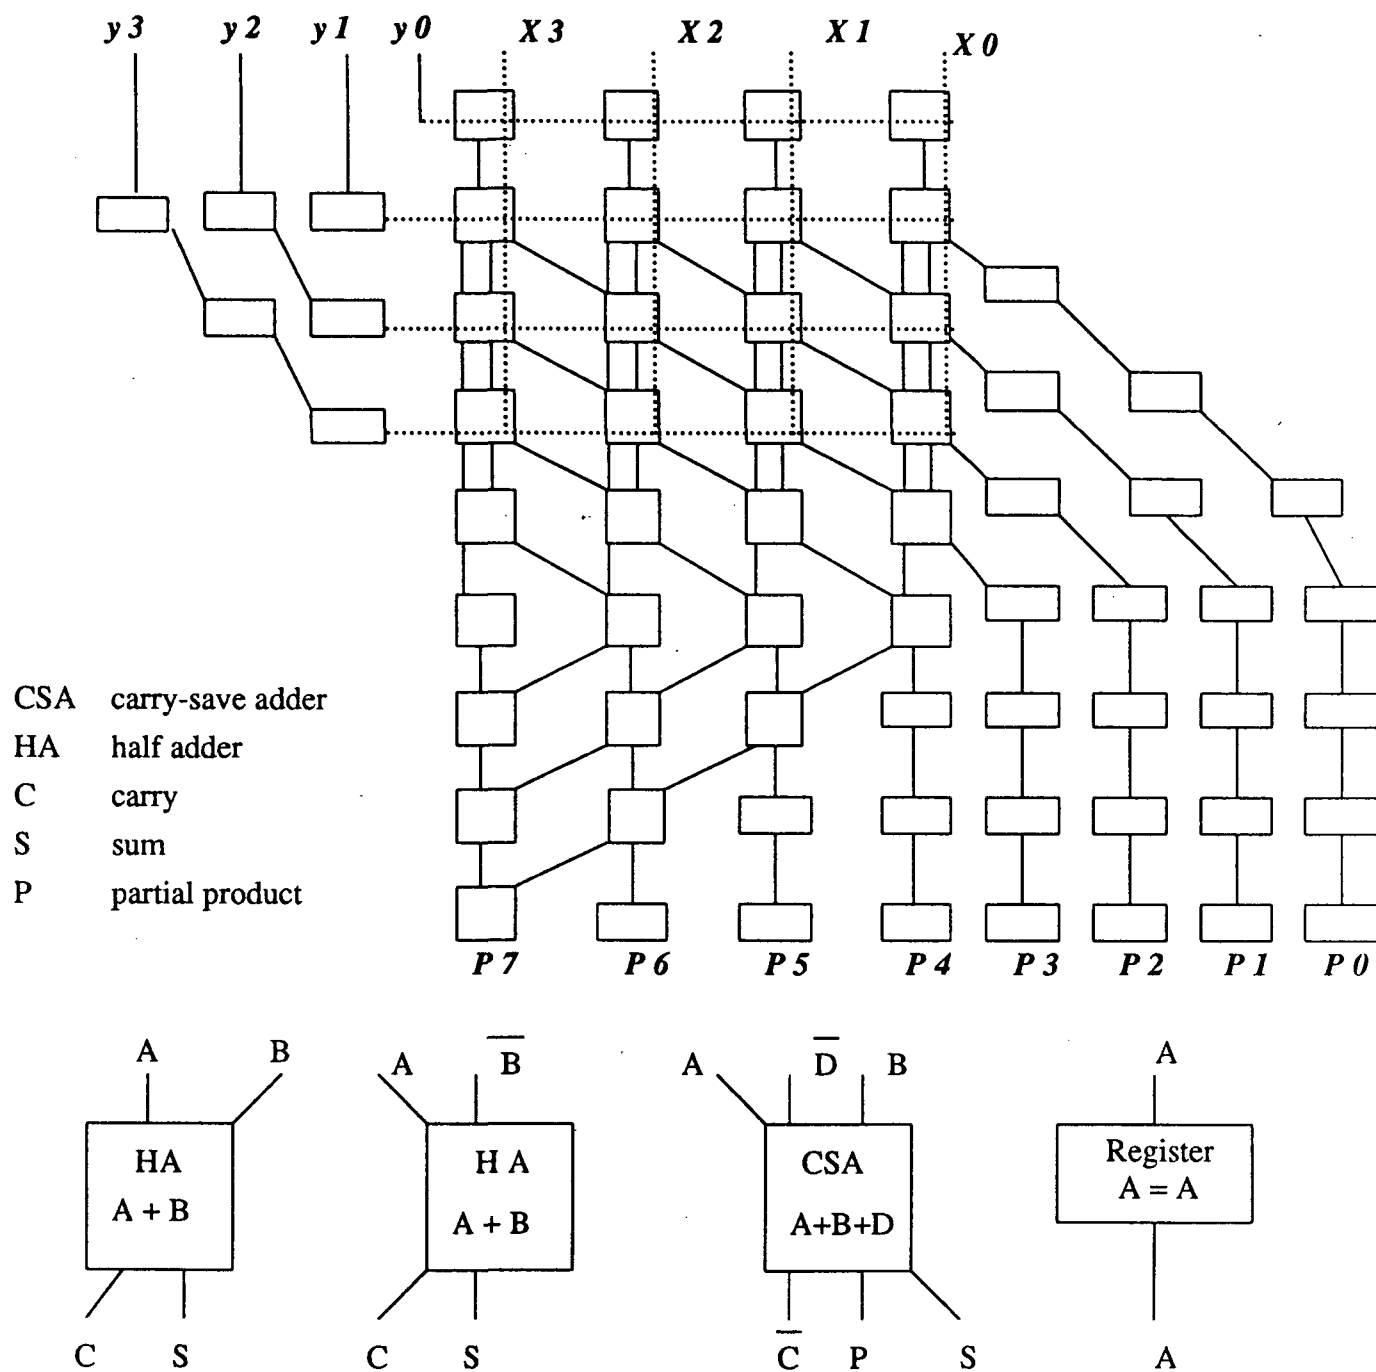 y3 y2 y1 y0 X3 X2 X1 X0
CSA carry-save adder
HA half adder
C carry
S sum
P partial product
P7 P6 P5 P4 P3 P2 P1 P0
A B A B̅ A D̅ B A
HA H A CSA Register
A + B A + B A+B+D A = A
C S C S C̅ P S A